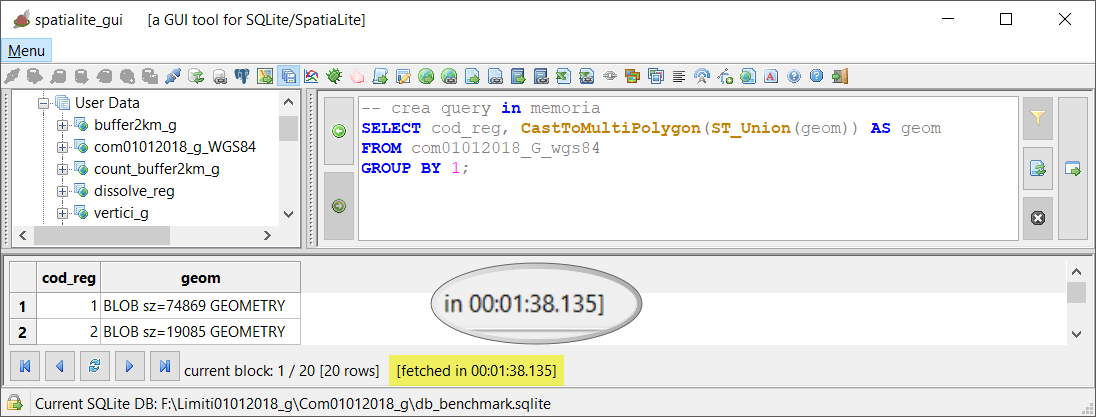 spatialite_gui [a GUI tool for SQLite/SpatiaLite]
Menu
User Data
buffer2km_g
com01012018_g_WGS84
count_buffer2km_g
dissolve_reg
vertici_g
-- crea query in memoria
SELECT cod_reg, CastToMultiPolygon(ST_Union(geom)) AS geom
FROM com01012018_G_wgs84
GROUP BY 1;
cod_reg geom
1 1 BLOB sz=74869 GEOMETRY
2 2 BLOB sz=19085 GEOMETRY
in 00:01:38.135]
current block: 1 / 20 [20 rows] [fetched in 00:01:38.135]
Current SQLite DB: F:\Limiti01012018_g\Com01012018_g\db_benchmark.sqlite